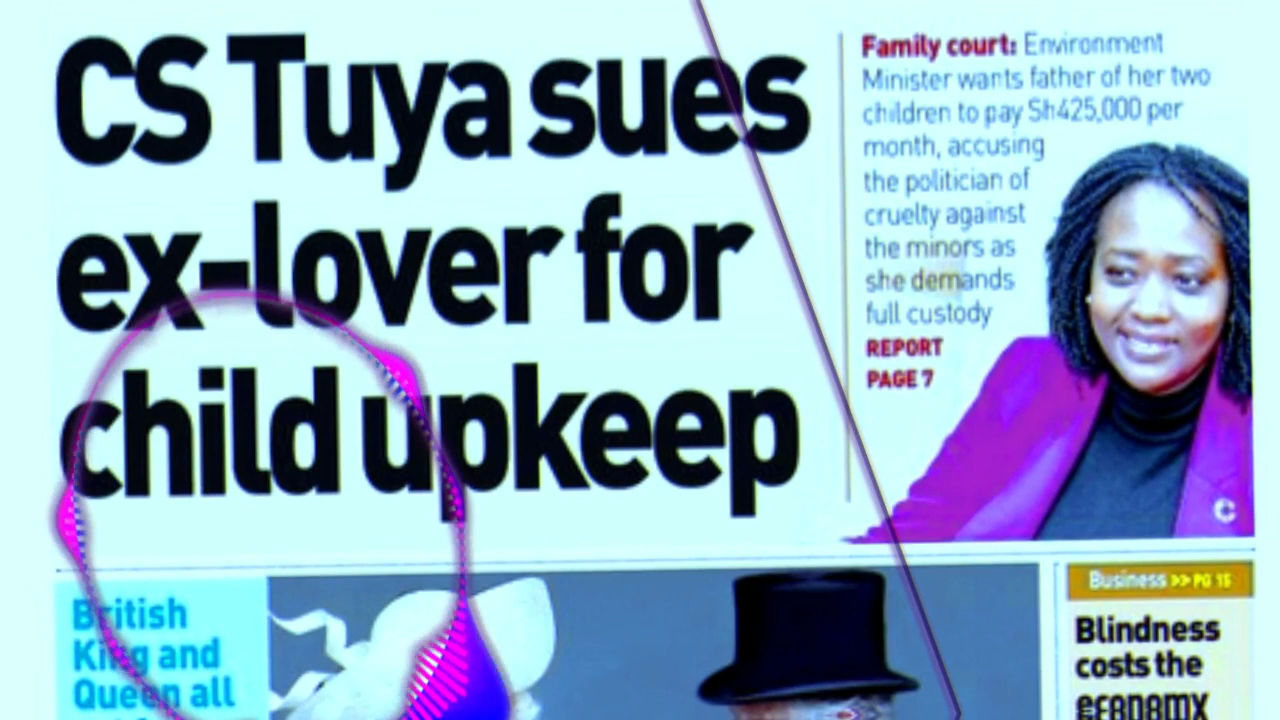 CS Tuya sues
ex-lover for
child upkeep
Family court: Environment
Minister wants father of her two
children to pay Sh425,000 per
month, accusing
the politician of
cruelty against
the minors as
she demands
full custody
REPORT
PAGE 7
British
King and
Queen all
Business >> PG 15
Blindness
costs the